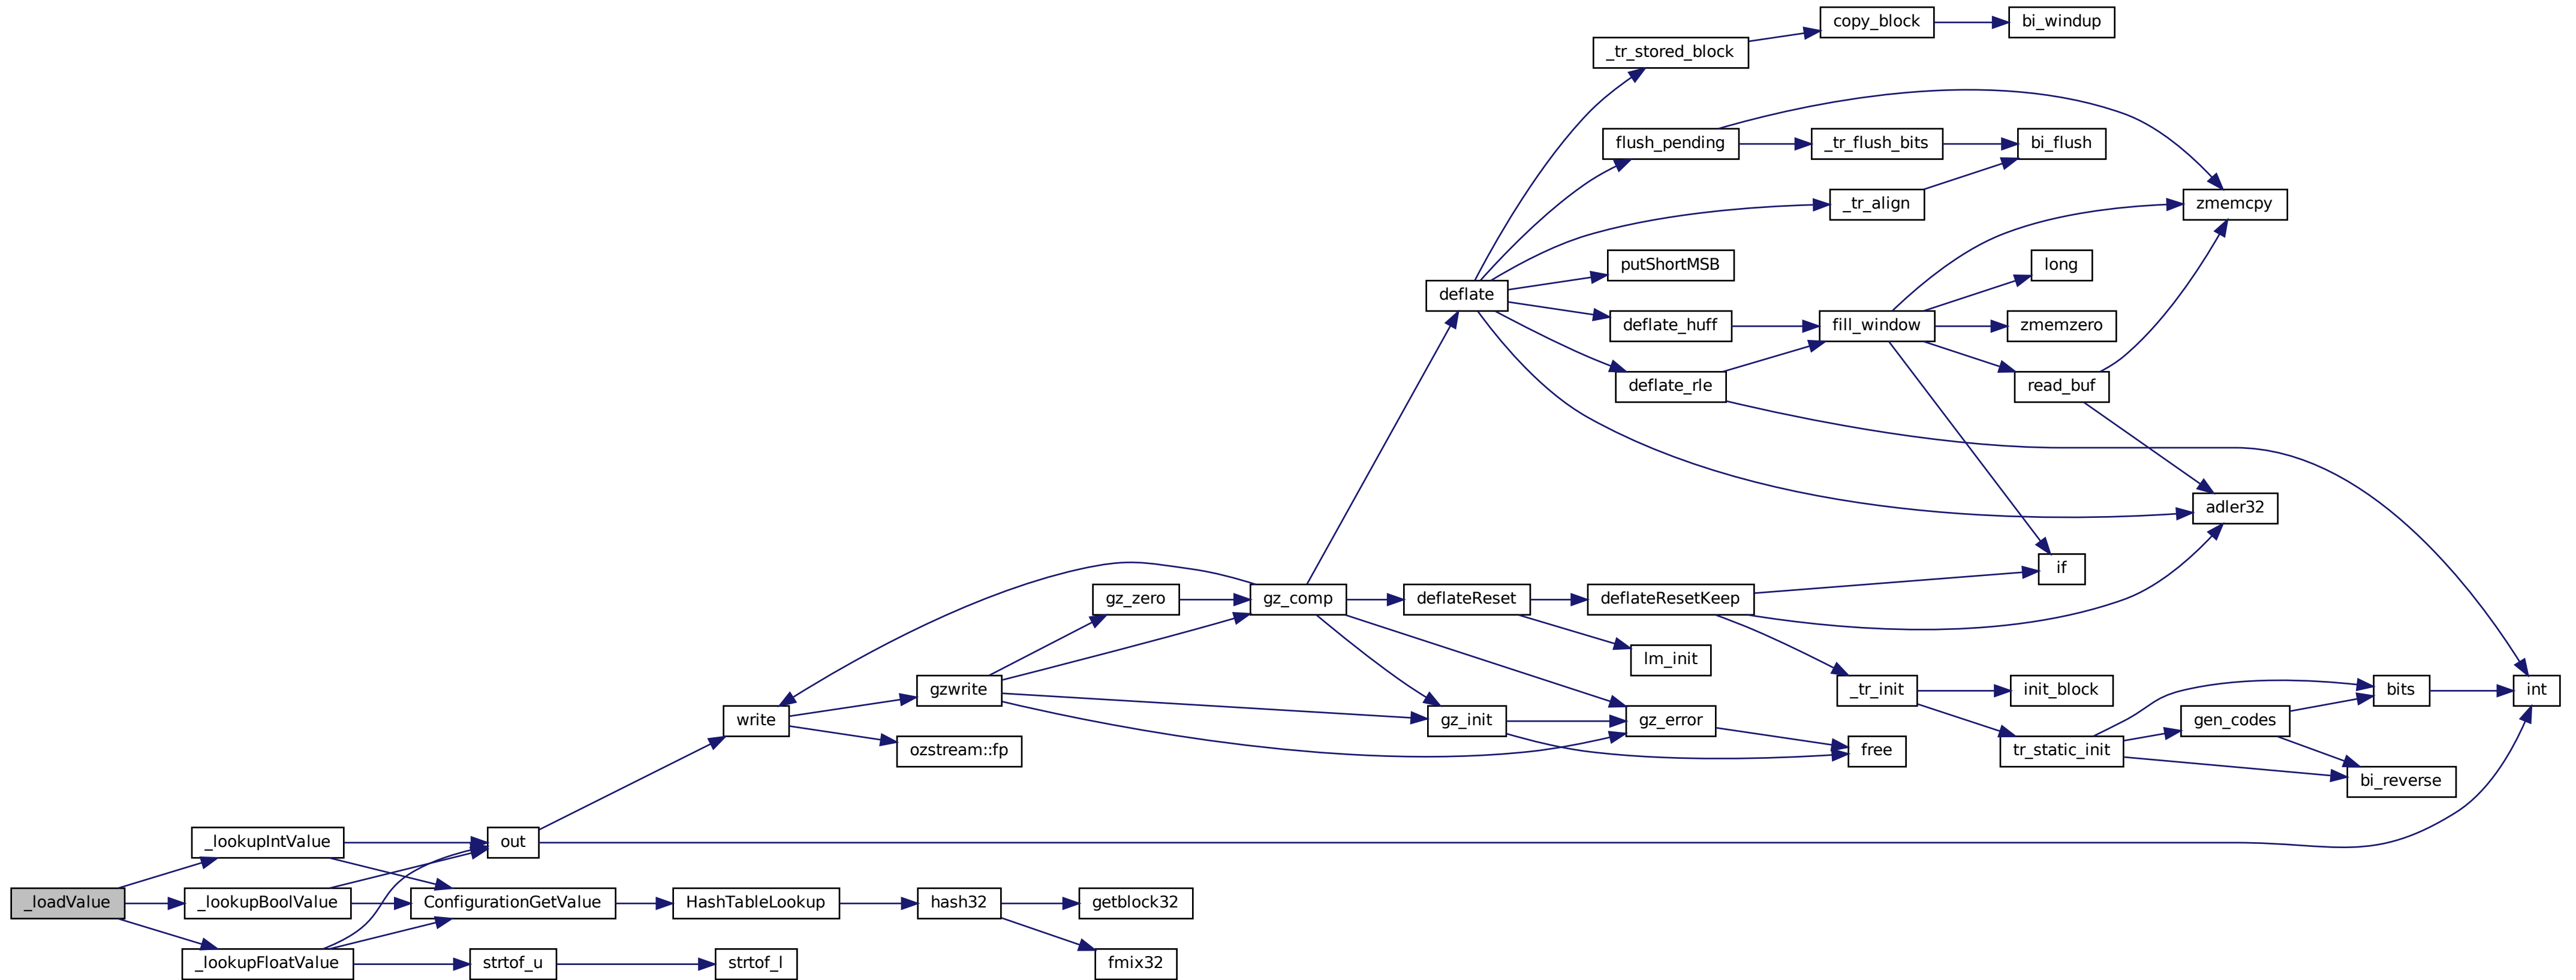 copy_block
bi_windup
_tr_stored_block
flush_pending
_tr_flush_bits
bi_flush
_tr_align
zmemcpy
putShortMSB
long
deflate
deflate_huff
fill_window
zmemzero
deflate_rle
read_buf
adler32
if
gz_zero
gz_comp
deflateReset
deflateResetKeep
lm_init
gzwrite
_tr_init
init_block
bits
int
write
gz_init
gz_error
gen_codes
ozstream::fp
free
tr_static_init
bi_reverse
_lookupIntValue
out
_loadValue
_lookupBoolValue
ConfigurationGetValue
HashTableLookup
hash32
getblock32
_lookupFloatValue
strtof_u
strtof_l
fmix32